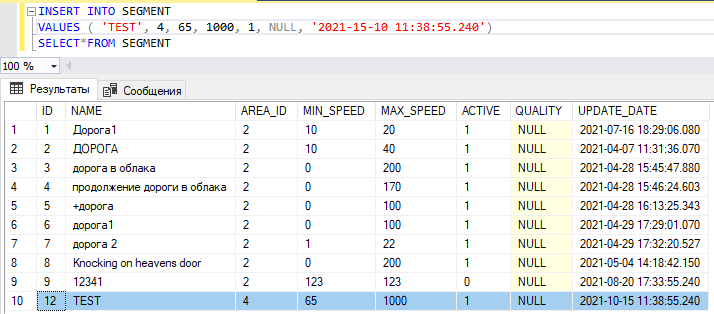 INSERT INTO SEGMENT
VALUES ( 'TEST', 4, 65, 1000, 1, NULL, '2021-15-10 11:38:55.240')
SELECT*FROM SEGMENT
100 %
Результаты Сообщения
ID NAME AREA_ID MIN_SPEED MAX_SPEED ACTIVE QUALITY UPDATE_DATE
1 1 Дорога1 2 10 20 1 NULL 2021-07-16 18:29:06.080
2 2 ДОРОГА 2 10 40 1 NULL 2021-04-07 11:31:36.070
3 3 дорога в облака 2 0 200 1 NULL 2021-04-28 15:45:47.880
4 4 продолжение дороги в облака 2 0 170 1 NULL 2021-04-28 15:46:24.603
5 5 +дорога 2 0 100 1 NULL 2021-04-28 16:13:25.343
6 6 дорога1 2 0 100 1 NULL 2021-04-29 17:29:01.070
7 7 дорога 2 2 1 22 1 NULL 2021-04-29 17:32:20.527
8 8 Knocking on heavens door 2 0 200 1 NULL 2021-05-04 14:18:42.150
9 9 12341 2 123 123 0 NULL 2021-08-20 17:33:55.240
10 12 TEST 4 65 1000 1 NULL 2021-10-15 11:38:55.240